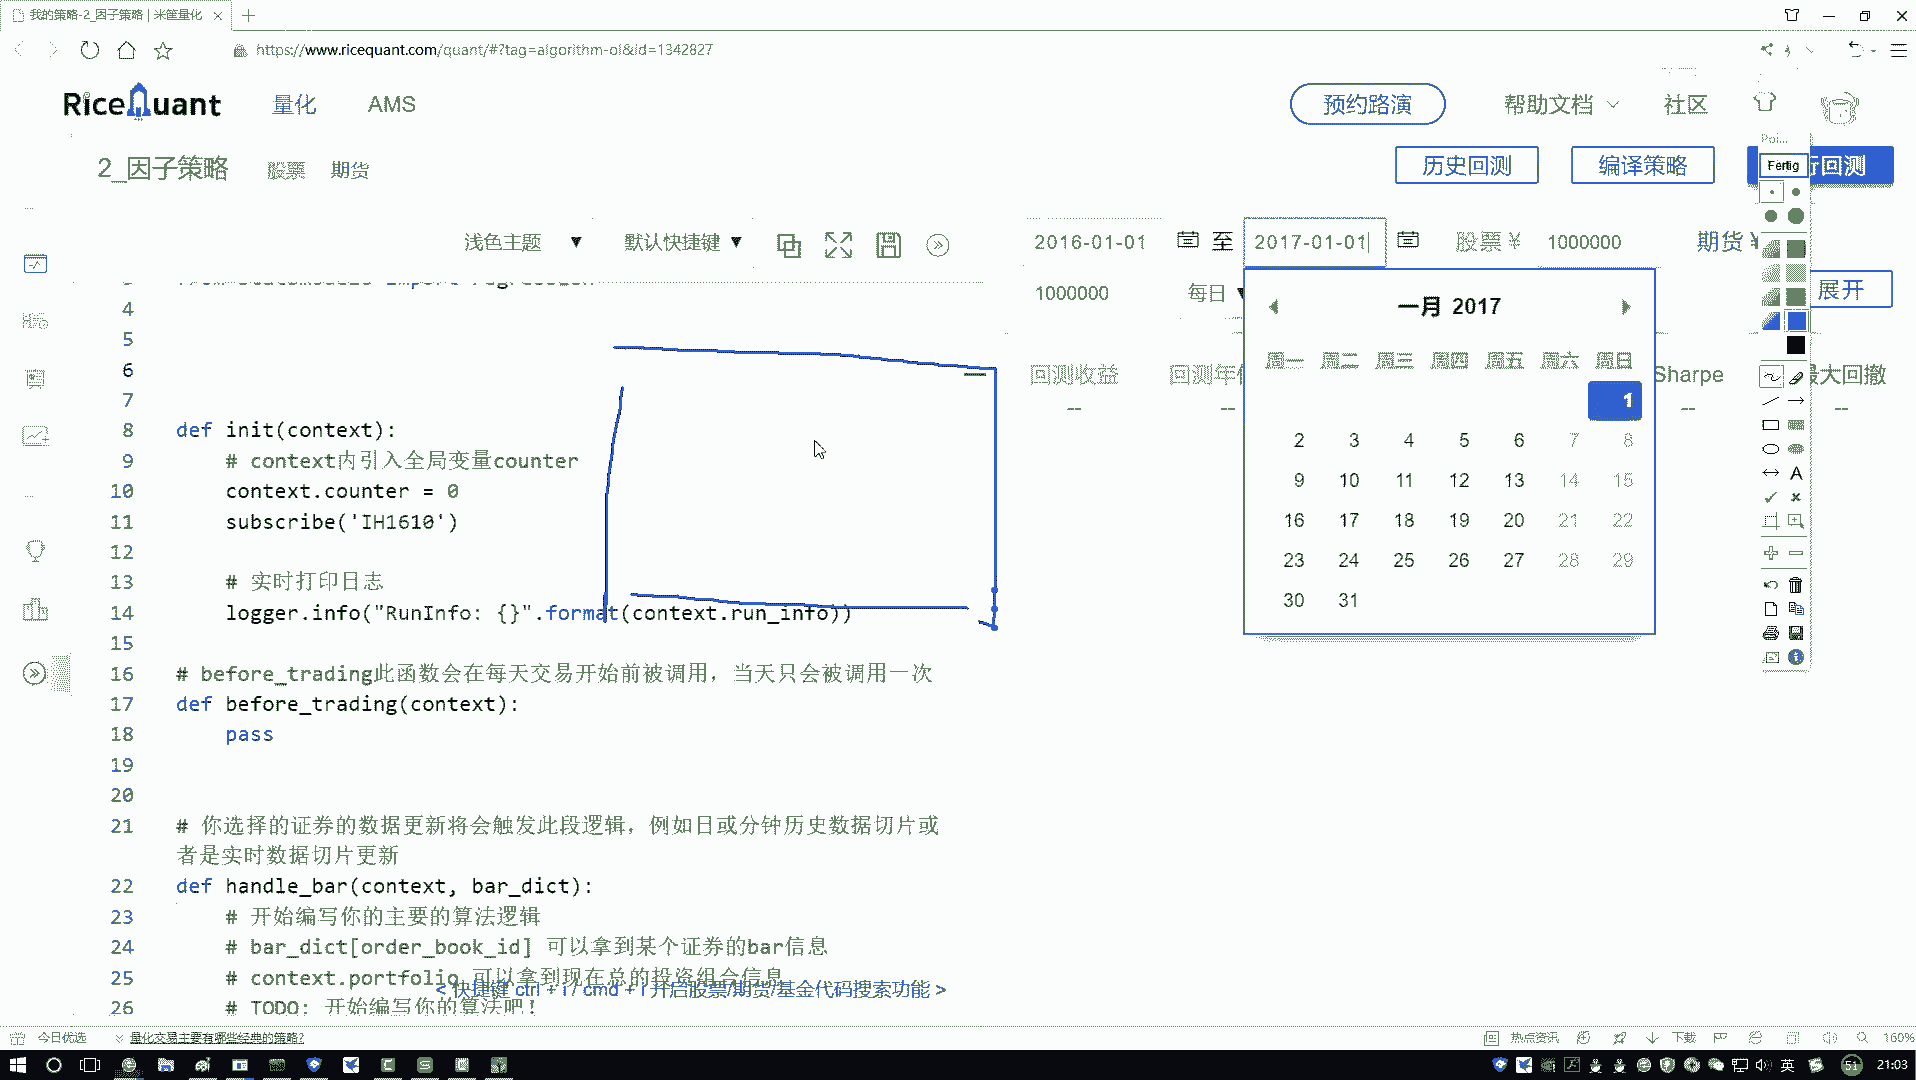 我的策略-2_因子策略 | 米筐量化
https://www.ricequant.com/quant/#?tag=algorithm-ol&id=1342827
RiceQuant 量化 AMS 预约路演 帮助文档 社区
Poi...
2_因子策略 股票 期货 历史回测 编译策略 Fertig 行回测
浅色主题 默认快捷键 2016-01-01 至 2017-01-01 股票 ¥ 1000000 期货 ¥
1000000 每日 展开
一月 2017
周一 周二 周三 周四 周五 周六 周日
1
2 3 4 5 6 7 8
9 10 11 12 13 14 15
16 17 18 19 20 21 22
23 24 25 26 27 28 29
30 31
回测收益 回测年 Sharpe 最大回撤
-- -- -- --
4
5
6
7
8 def init(context):
9 # context内引入全局变量counter
10 context.counter = 0
11 subscribe('IH1610')
12
13 # 实时打印日志
14 logger.info("RunInfo: {}".format(context.run_info))
15
16 # before_trading此函数会在每天交易开始前被调用，当天只会被调用一次
17 def before_trading(context):
18 pass
19
20
21 # 你选择的证券的数据更新将会触发此段逻辑，例如日或分钟历史数据切片或
者是实时数据切片更新
22 def handle_bar(context, bar_dict):
23 # 开始编写你的主要的算法逻辑
24 # bar_dict[order_book_id] 可以拿到某个证券的bar信息
25 # context.portfolio 可以拿到现在总的投资组合信息
< 快捷键 ctrl + i / cmd + i 开启股票/期货/基金代码搜索功能 >
26 # TODO: 开始编写你的算法吧！
今日优选 量化交易主要有哪些经典的策略? 热点资讯 下载 160%
英 51 21:03